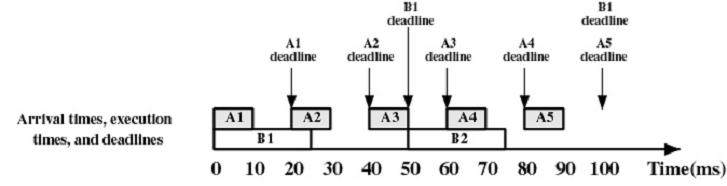 B1
deadline
B1
deadline
A1
deadline
A2
deadline
A3
deadline
A4
deadline
A5
deadline
Arrival times, execution
times, and deadlines
A1 A2 A3 A4 A5
B1 B2
0 10 20 30 40 50 60 70 80 90 100 Time(ms)